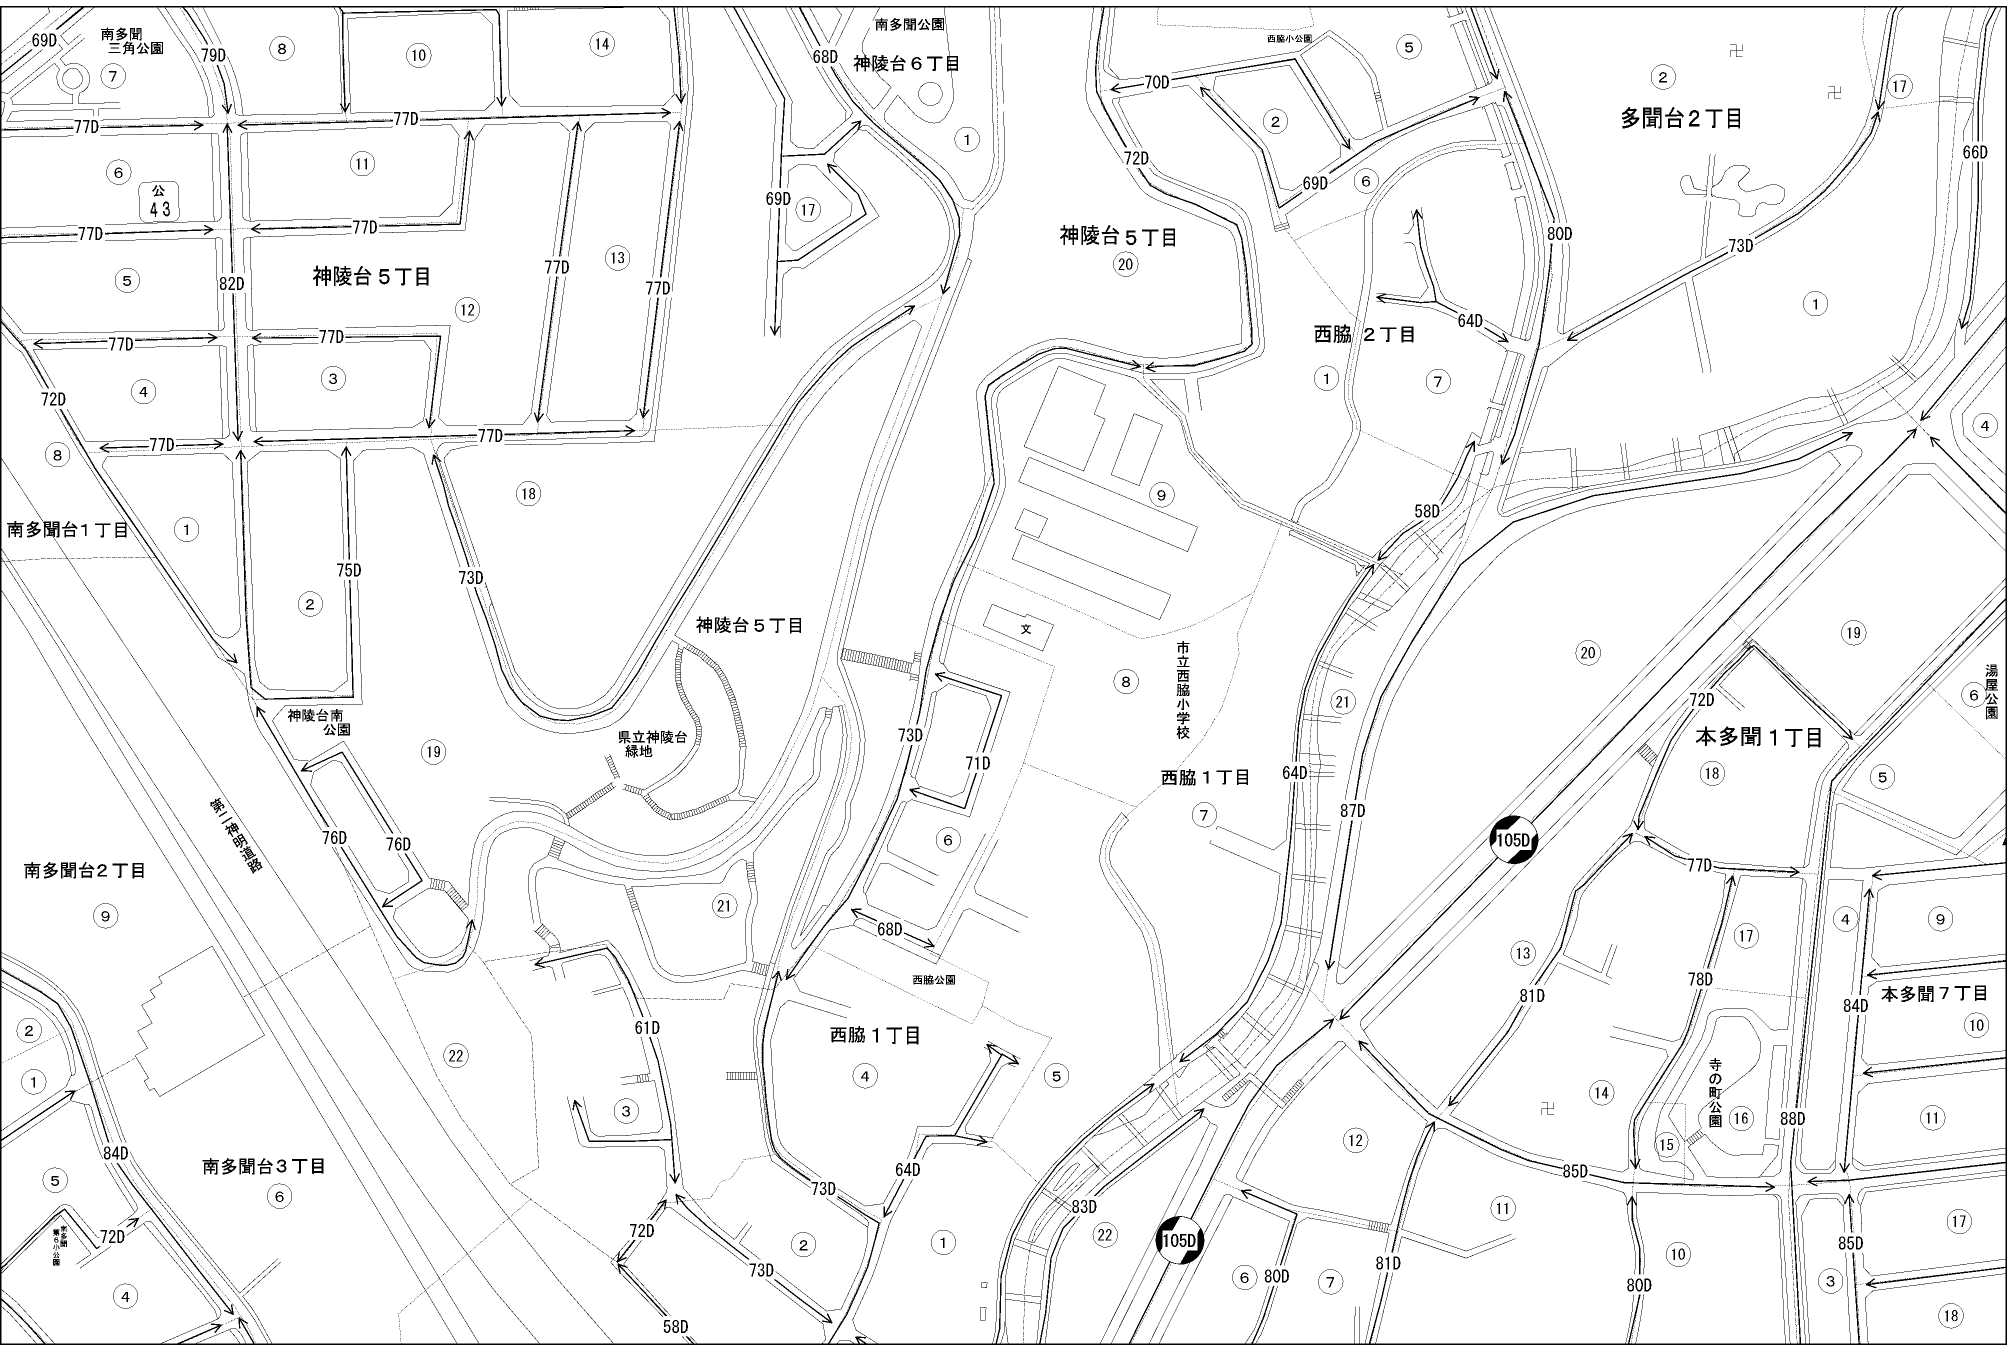 69D
南多聞
三角公園
7
79D
8
10
14
68D
南多聞公園
神陵台6丁目
西脇小公園
5
70D
2
卍
卍
17
多聞台2丁目
2
77D
77D
1
72D
6
69D
66D
6
公
43
11
69D
17
77D
77D
80D
73D
神陵台5丁目
20
5
82D
神陵台5丁目
77D
13
77D
12
1
64D
西脇 2丁目
77D
77D
1
7
4
3
72D
77D
77D
8
4
18
9
58D
南多聞台1丁目
1
75D
73D
2
神陵台5丁目
文
市立西脇小学校
8
20
19
湯屋公園
6
21
72D
神陵台南
公園
19
県立神陵台
緑地
73D
71D
64D
西脇1丁目
本多聞1丁目
18
5
7
87D
105D
76D
76D
第二神明道路
6
77D
南多聞台2丁目
9
21
68D
17
4
9
13
西脇公園
78D
81D
84D
本多聞7丁目
10
2
61D
西脇1丁目
22
4
5
1
3
14
卍
寺の町公園
16
15
88D
11
12
84D
南多聞台3丁目
6
5
64D
73D
85D
83D
22
11
72D
南多聞
第6小公園
72D
2
1
105D
17
10
85D
73D
81D
6
80D
7
80D
3
4
58D
18